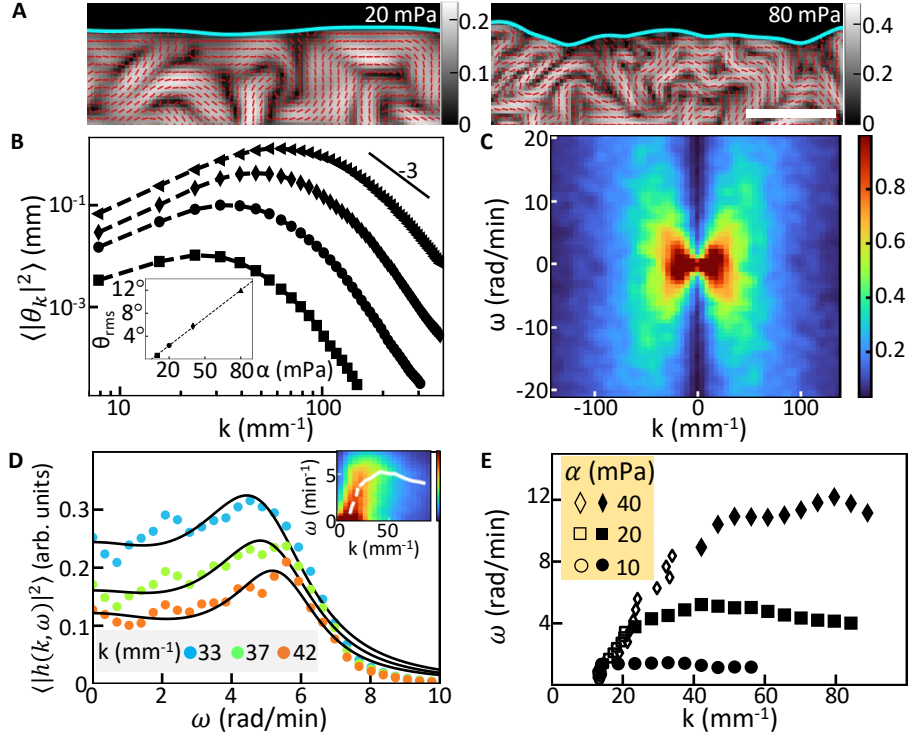 A
20 mPa
0.2
0
80 mPa
0.4
0.2
0
B
⟨|θₖ|²⟩ (mm)
10⁻¹
10⁻³
-3
θrms
12°
8°
4°
20
50
80
α (mPa)
10
100
k (mm⁻¹)
C
ω (rad/min)
20
10
0
-10
-20
-100
0
100
k (mm⁻¹)
0.8
0.6
0.4
0.2
D
⟨|h(k,ω)|²⟩ (arb. units)
0.3
0.2
0.1
0
k (mm⁻¹) 33 37 42
0 2 4 6 8 10
ω (rad/min)
ω (min⁻¹)
5
0
50
k (mm⁻¹)
E
ω (rad/min)
12
8
4
α (mPa)
40
20
10
0 20 40 60 80
k (mm⁻¹)